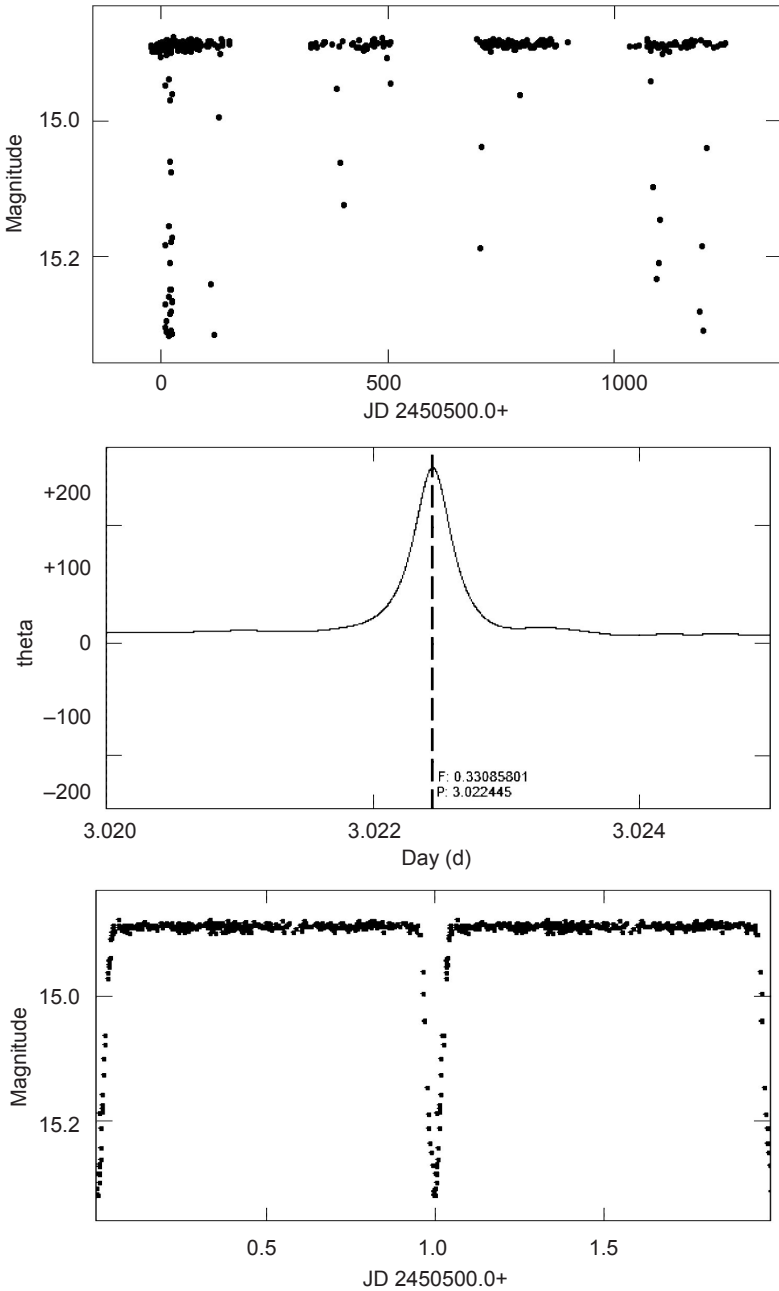 Magnitude
15.0
15.2
0
500
1000
JD 2450500.0+
theta
+200
+100
0
–100
–200
F: 0.33085801
P: 3.022445
3.020
3.022
3.024
Day (d)
Magnitude
15.0
15.2
0.5
1.0
1.5
JD 2450500.0+